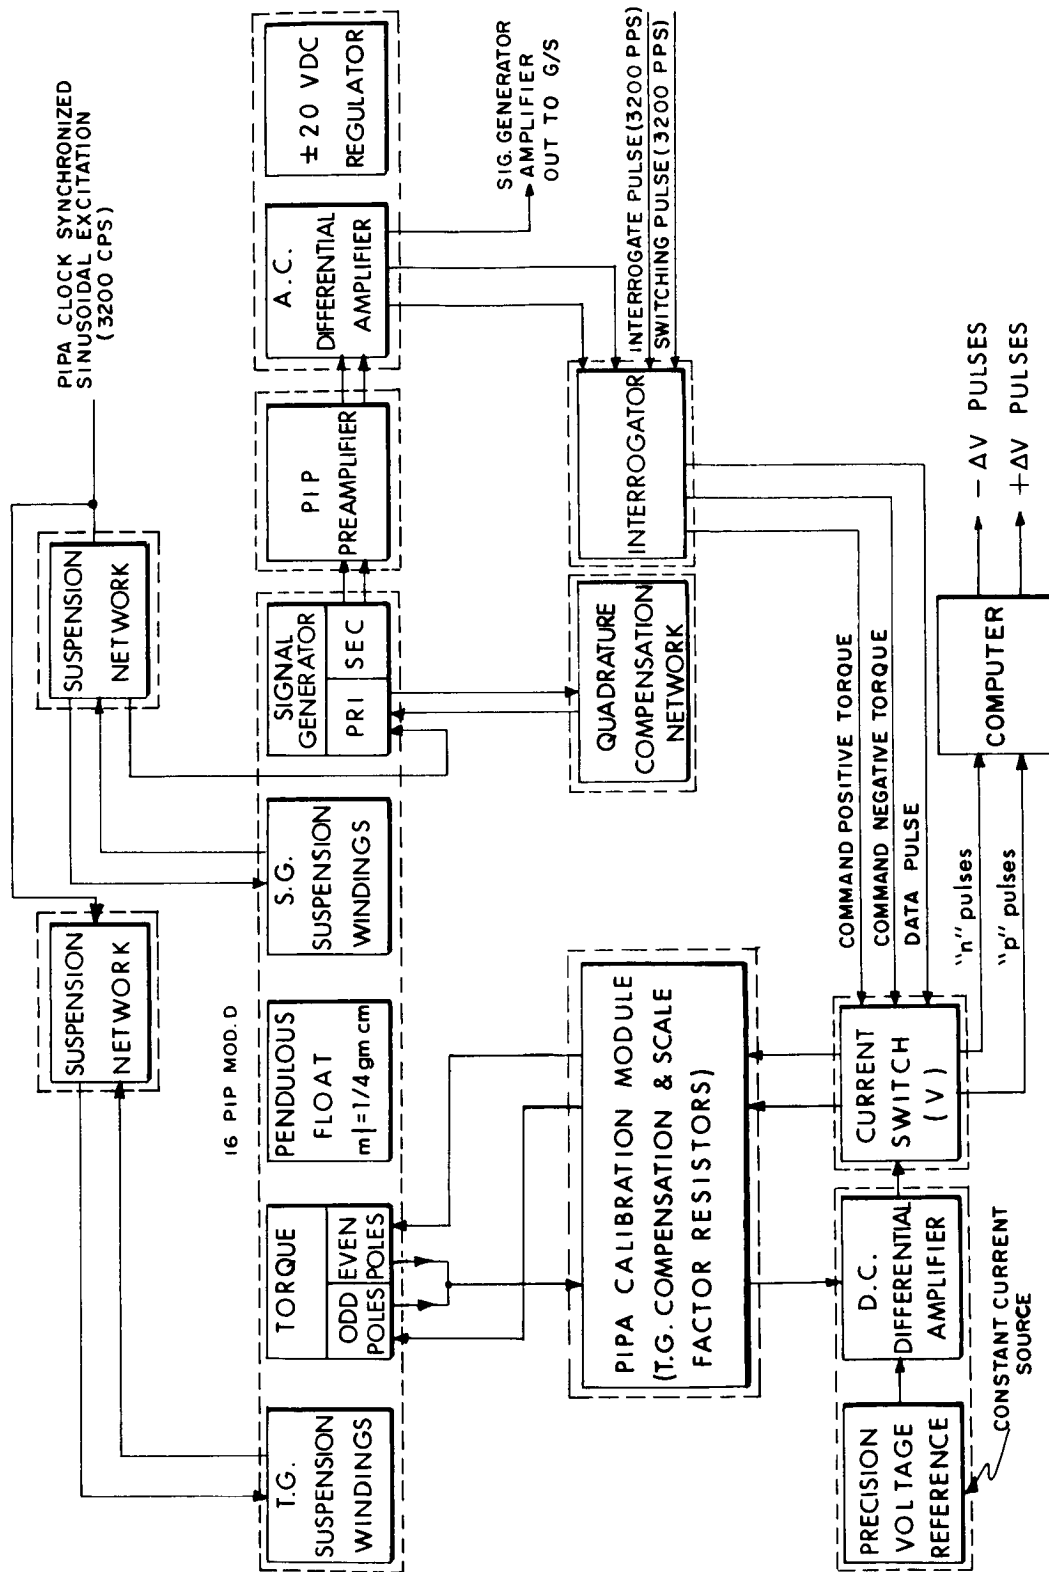 PIPA CLOCK SYNCHRONIZED
SINUSOIDAL EXCITATION
(3200 CPS)
SUSPENSION
NETWORK
SUSPENSION
NETWORK
16 PIP MOD. D
T.G.
SUSPENSION
WINDINGS
TORQUE
ODD
POLES
EVEN
POLES
PENDULOUS
FLOAT
ml=1/4 gm cm
S.G.
SUSPENSION
WINDINGS
SIGNAL
GENERATOR
PRI
SEC
PIP
PREAMPLIFIER
A.C.
DIFFERENTIAL
AMPLIFIER
±20 VDC
REGULATOR
SIG. GENERATOR
AMPLIFIER
OUT TO G/S
INTERROGATE PULSE (3200 PPS)
SWITCHING PULSE (3200 PPS)
PIPA CALIBRATION MODULE
(T.G. COMPENSATION & SCALE
FACTOR RESISTORS)
QUADRATURE
COMPENSATION
NETWORK
INTERROGATOR
COMMAND POSITIVE TORQUE
COMMAND NEGATIVE TORQUE
DATA PULSE
PRECISION
VOLTAGE
REFERENCE
D.C.
DIFFERENTIAL
AMPLIFIER
CURRENT
SWITCH
(V)
"n" pulses
"p" pulses
COMPUTER
- ΔV PULSES
+ΔV PULSES
CONSTANT CURRENT
SOURCE